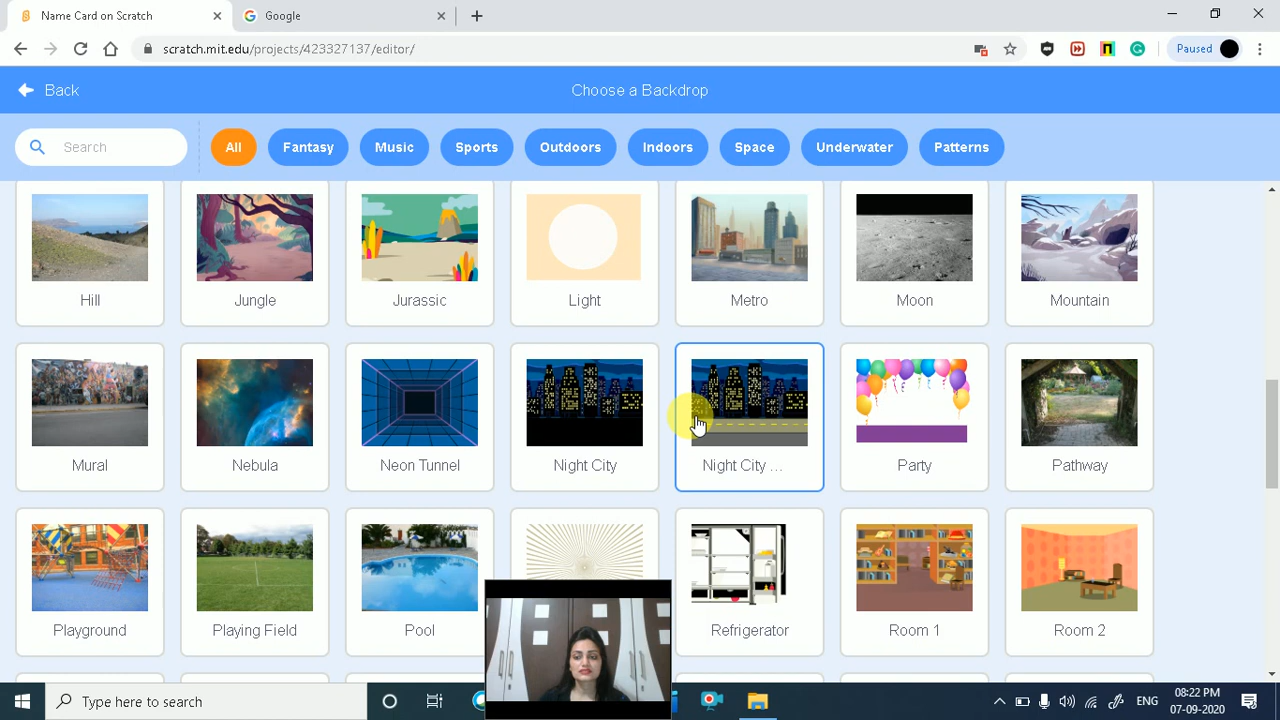 Name Card on Scratch
Google
scratch.mit.edu/projects/423327137/editor/
Paused
Back
Choose a Backdrop
Search
All
Fantasy
Music
Sports
Outdoors
Indoors
Space
Underwater
Patterns
Hill
Jungle
Jurassic
Light
Metro
Moon
Mountain
Mural
Nebula
Neon Tunnel
Night City
Night City ...
Party
Pathway
Playground
Playing Field
Pool
Refrigerator
Room 1
Room 2
Type here to search
ENG
08:22 PM
07-09-2020